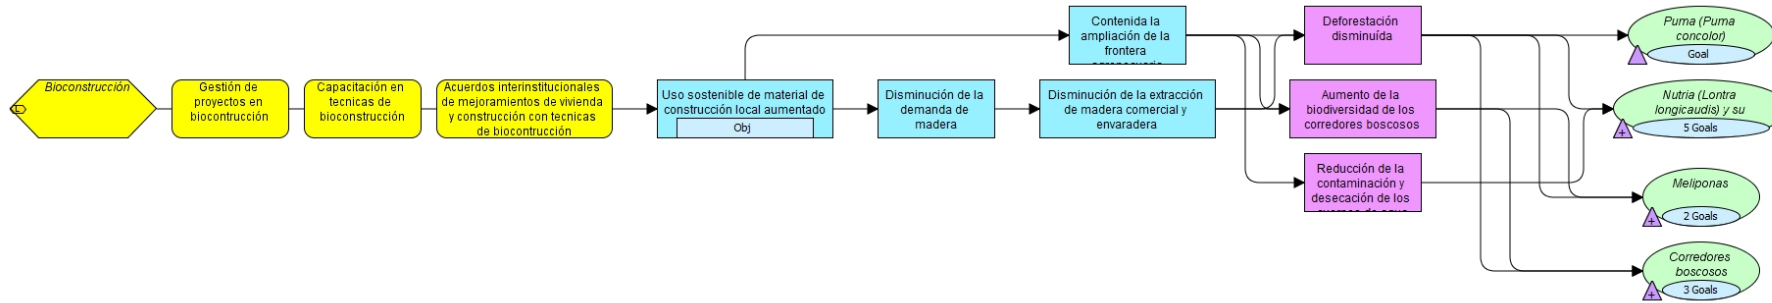 Bioconstrucción
Gestión de
proyectos en
biocontrucción
Capacitación en
tecnicas de
bioconstrucción
Acuerdos interinstitucionales
de mejoramientos de vivienda
y construcción con tecnicas
de biocontrucción
Uso sostenible de material de
construcción local aumentado
Obj
Disminución de la
demanda de
madera
Contenida la
ampliación de la
frontera
Disminución de la extracción
de madera comercial y
envaradera
Deforestación
disminuída
Aumento de la
biodiversidad de los
corredores boscosos
Reducción de la
contaminación y
desecación de los
Puma (Puma
concolor)
Goal
Nutria (Lontra
longicaudis) y su
5 Goals
Meliponas
2 Goals
Corredores
boscosos
3 Goals